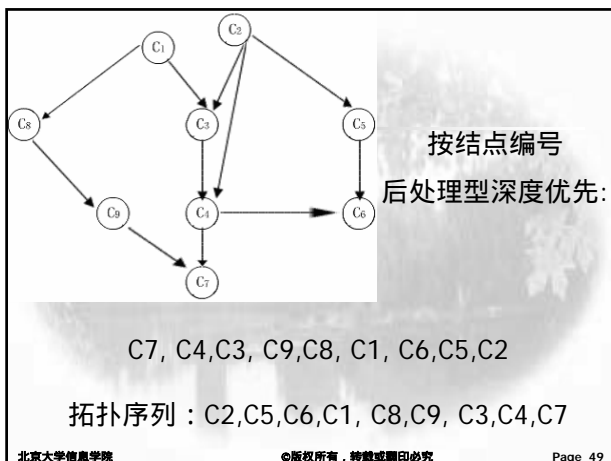 C2
C1
C8
C3
C5
C9
C4
C6
C7
按结点编号
后处理型深度优先:
C7, C4,C3, C9,C8, C1, C6,C5,C2
拓扑序列：C2,C5,C6,C1, C8,C9, C3,C4,C7
北京大学信息学院 ©版权所有，转载或翻印必究 Page 49